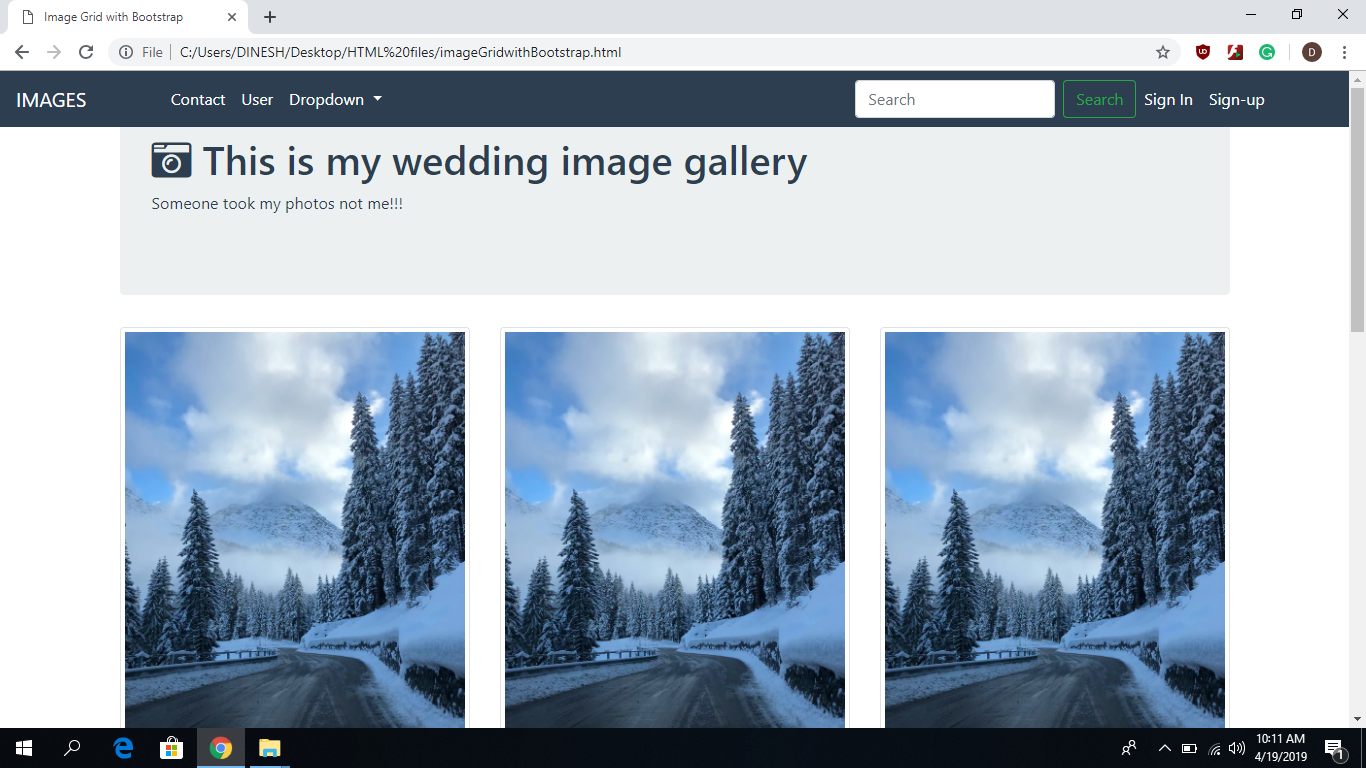 Image Grid with Bootstrap
File C:/Users/DINESH/Desktop/HTML%20files/imageGridwithBootstrap.html
D
IMAGES Contact User Dropdown Search Search Sign In Sign-up
This is my wedding image gallery
Someone took my photos not me!!!
10:11 AM
4/19/2019
1